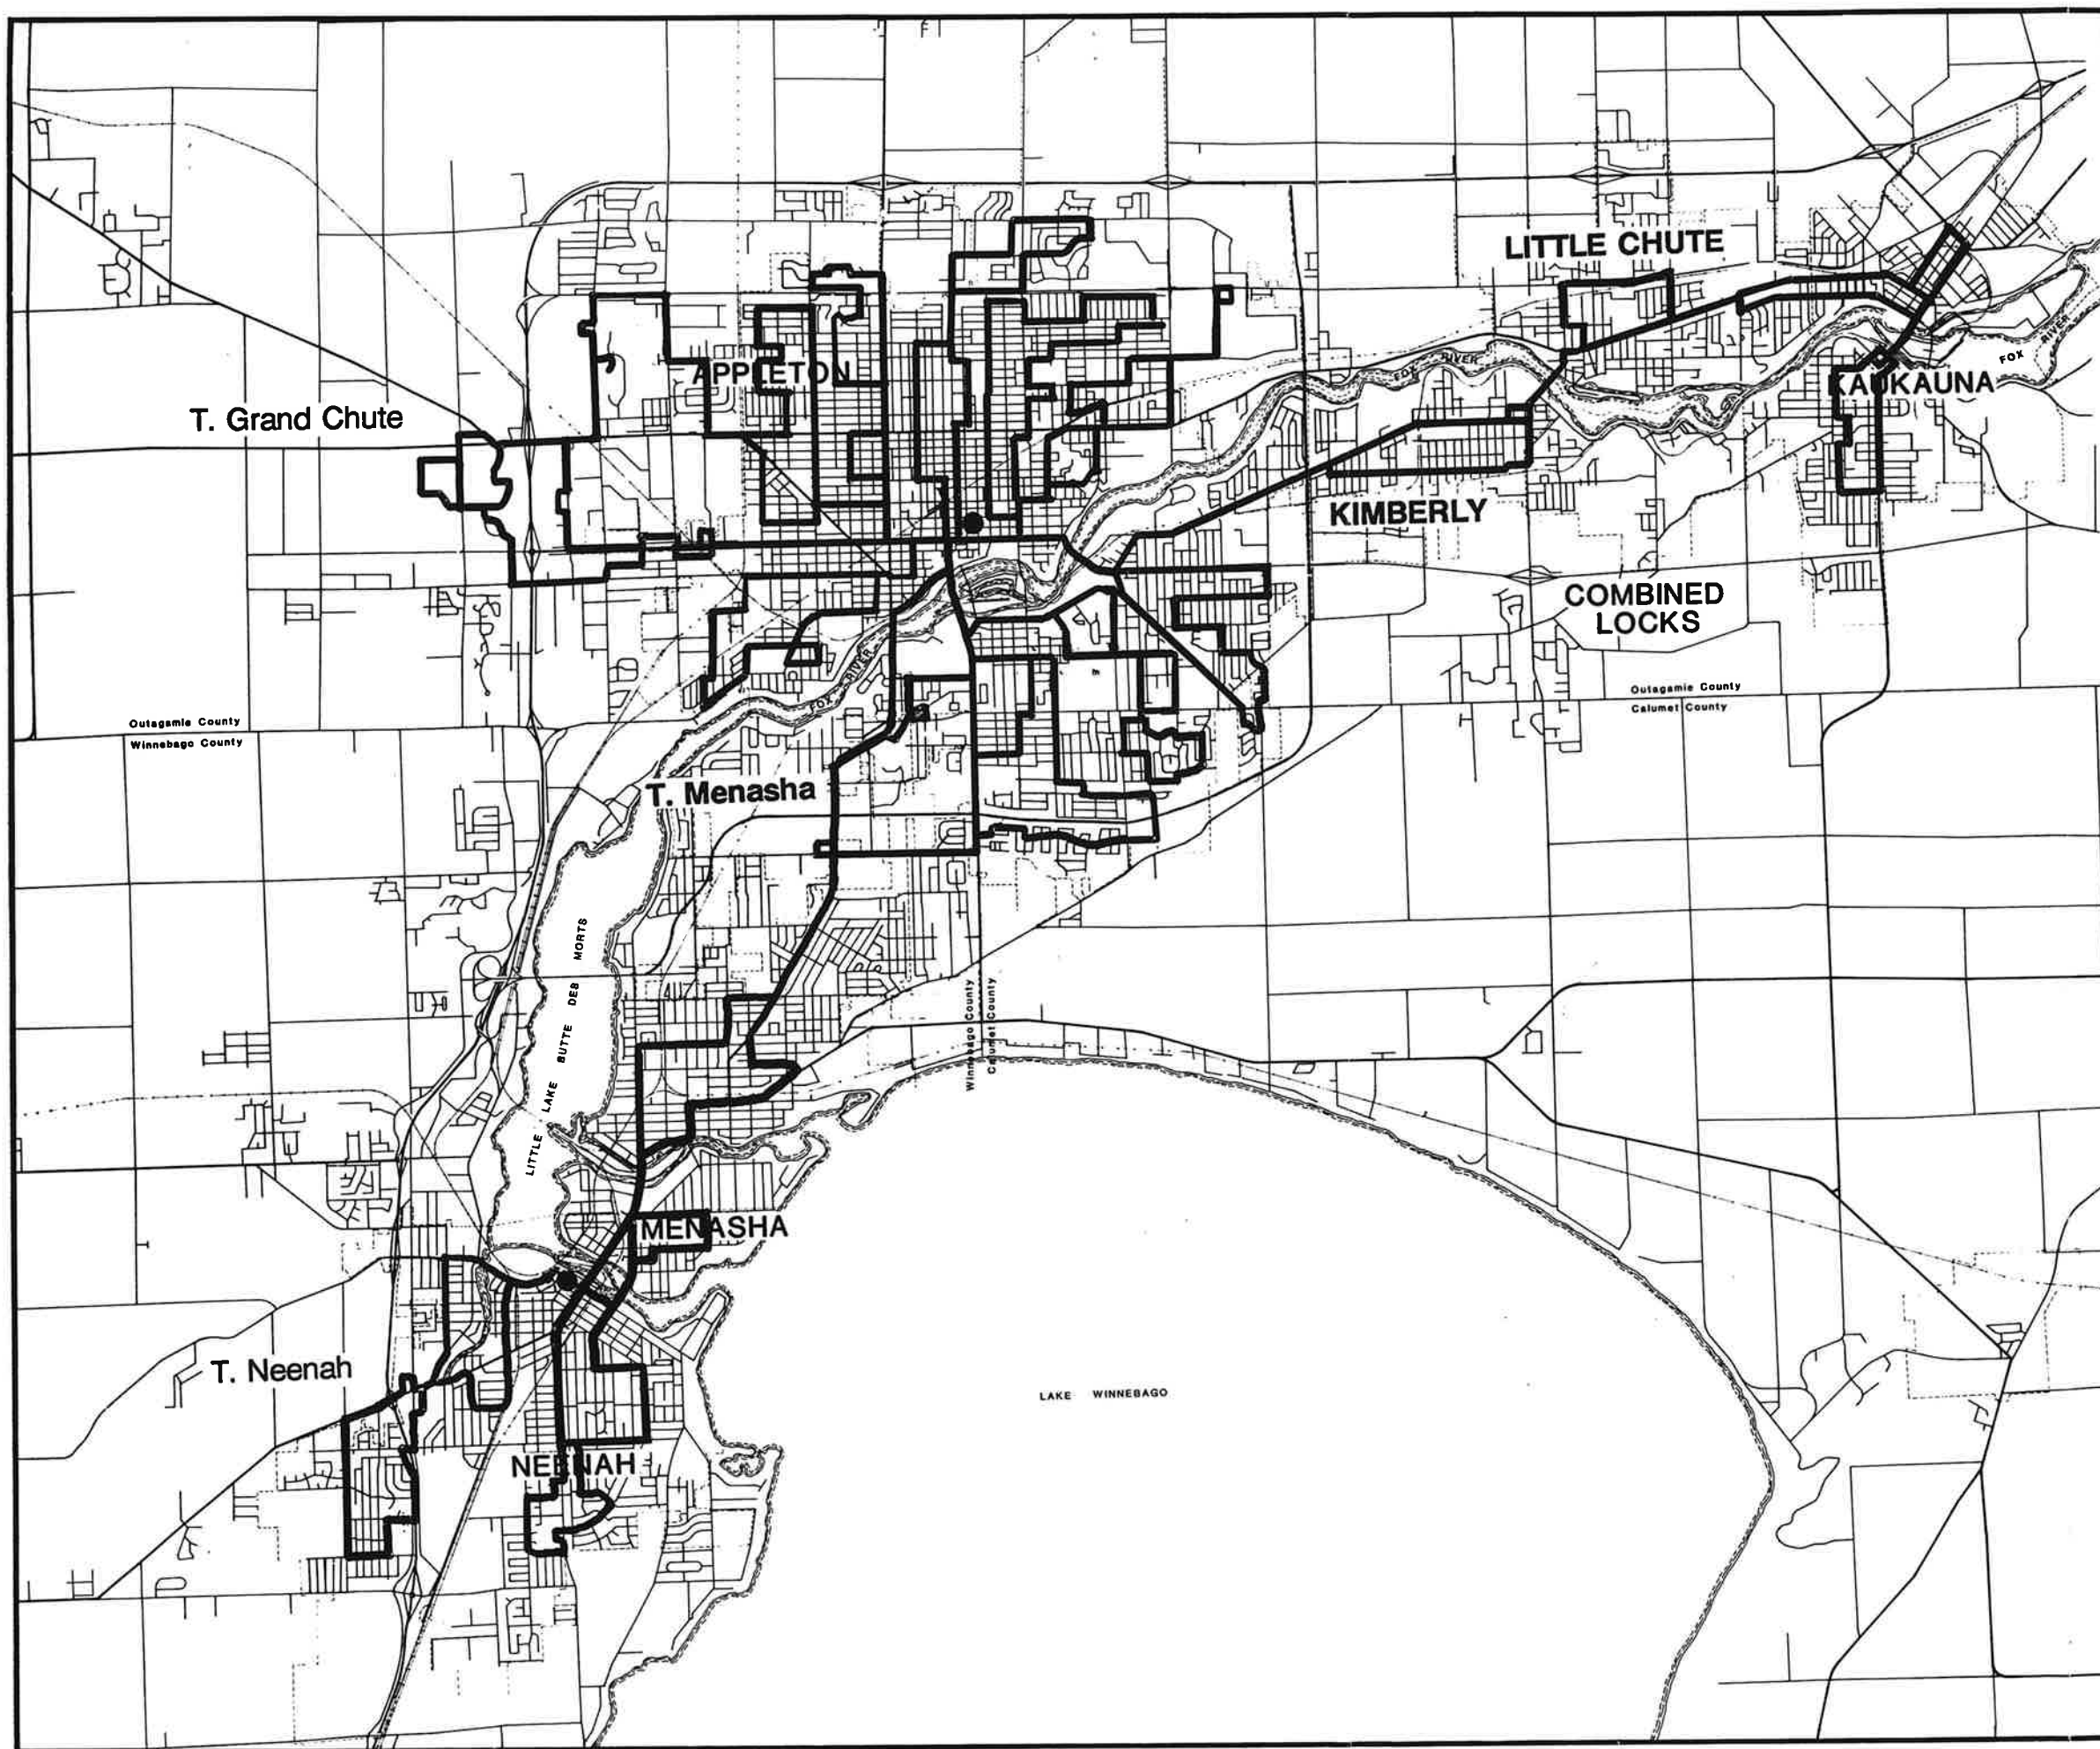 LITTLE CHUTE
RIVER
FOX
FOX
RIVER
APPLETON
KAUKAUNA
T. Grand Chute
KIMBERLY
COMBINED
LOCKS
FOX
RIVER
Outagamie County
Winnebago County
Outagamie County
Calumet County
T. Menasha
LITTLE LAKE BUTTE DES MORTS
Winnebago County
Calumet County
MENASHA
T. Neenah
LAKE WINNEBAGO
NEENAH